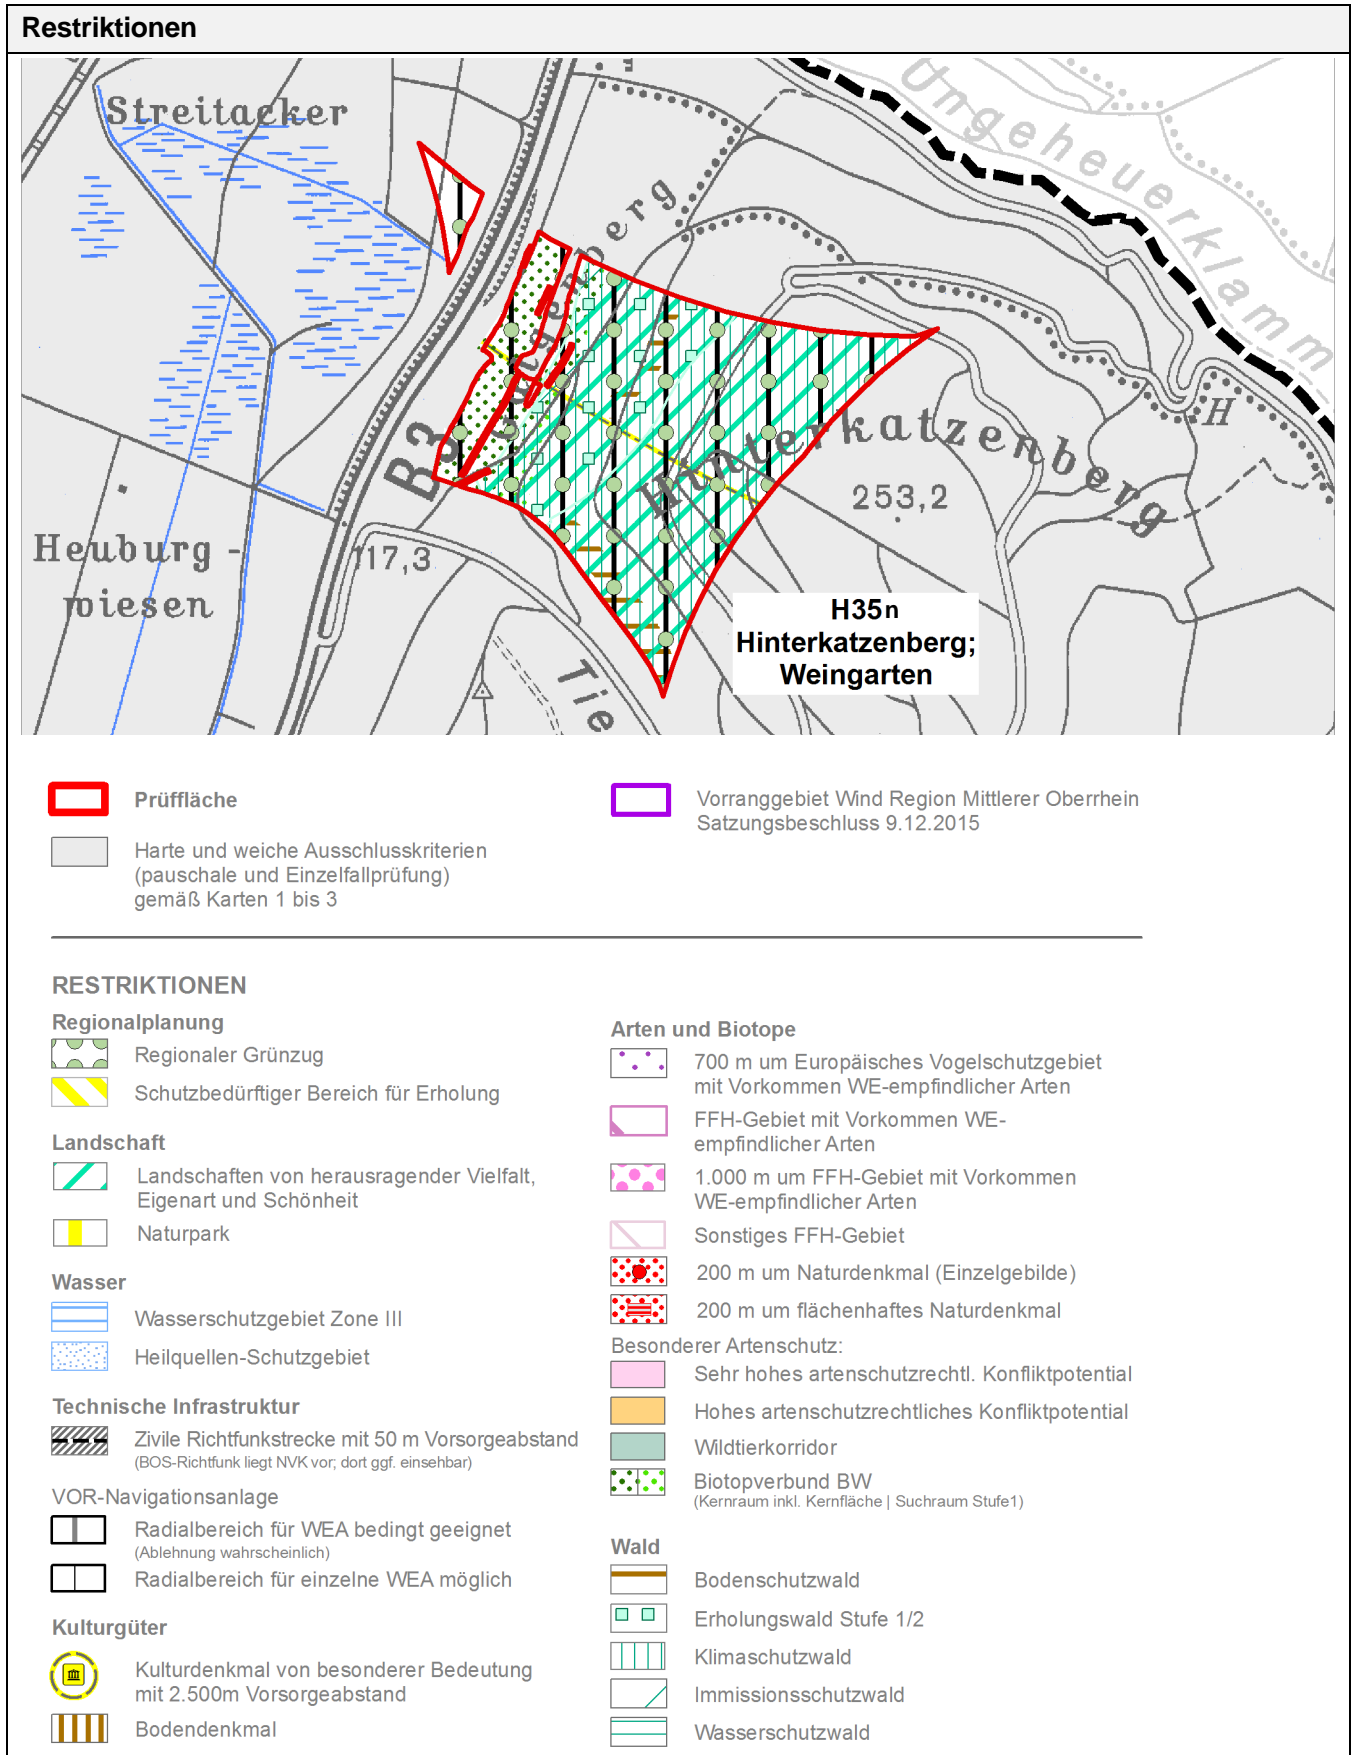 Restriktionen
Streitacker
Ungeheuerklamm
B3
Hinterkatzenberg
H
253,2
Heuburg-
wiesen
117,3
Tie
H35n
Hinterkatzenberg;
Weingarten
Prüffläche
Vorranggebiet Wind Region Mittlerer Oberrhein
Satzungsbeschluss 9.12.2015
Harte und weiche Ausschlusskriterien
(pauschale und Einzelfallprüfung)
gemäß Karten 1 bis 3
RESTRIKTIONEN
Regionalplanung
Regionaler Grünzug
Schutzbedürftiger Bereich für Erholung
Landschaft
Landschaften von herausragender Vielfalt,
Eigenart und Schönheit
Naturpark
Wasser
Wasserschutzgebiet Zone III
Heilquellen-Schutzgebiet
Technische Infrastruktur
Zivile Richtfunkstrecke mit 50 m Vorsorgeabstand
(BOS-Richtfunk liegt NVK vor; dort ggf. einsehbar)
VOR-Navigationsanlage
Radialbereich für WEA bedingt geeignet
(Ablehnung wahrscheinlich)
Radialbereich für einzelne WEA möglich
Kulturgüter
Kulturdenkmal von besonderer Bedeutung
mit 2.500m Vorsorgeabstand
Bodendenkmal
Arten und Biotope
700 m um Europäisches Vogelschutzgebiet
mit Vorkommen WE-empfindlicher Arten
FFH-Gebiet mit Vorkommen WE-
empfindlicher Arten
1.000 m um FFH-Gebiet mit Vorkommen
WE-empfindlicher Arten
Sonstiges FFH-Gebiet
200 m um Naturdenkmal (Einzelgebilde)
200 m um flächenhaftes Naturdenkmal
Besonderer Artenschutz:
Sehr hohes artenschutzrechtl. Konfliktpotential
Hohes artenschutzrechtliches Konfliktpotential
Wildtierkorridor
Biotopverbund BW
(Kernraum inkl. Kernfläche | Suchraum Stufe1)
Wald
Bodenschutzwald
Erholungswald Stufe 1/2
Klimaschutzwald
Immissionsschutzwald
Wasserschutzwald